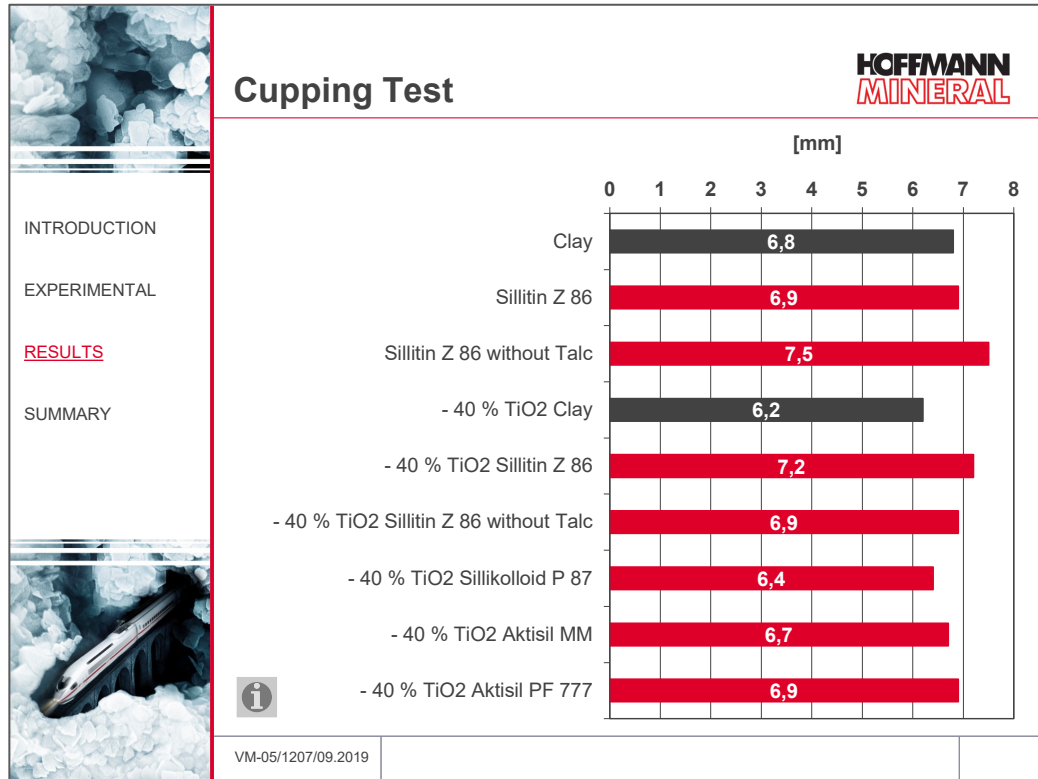 Cupping Test
HOFFMANN
MINERAL
INTRODUCTION
EXPERIMENTAL
RESULTS
SUMMARY
[mm]
0 1 2 3 4 5 6 7 8
Clay 6,8
Sillitin Z 86 6,9
Sillitin Z 86 without Talc 7,5
- 40 % TiO2 Clay 6,2
- 40 % TiO2 Sillitin Z 86 7,2
- 40 % TiO2 Sillitin Z 86 without Talc 6,9
- 40 % TiO2 Sillikolloid P 87 6,4
- 40 % TiO2 Aktisil MM 6,7
- 40 % TiO2 Aktisil PF 777 6,9
i
VM-05/1207/09.2019